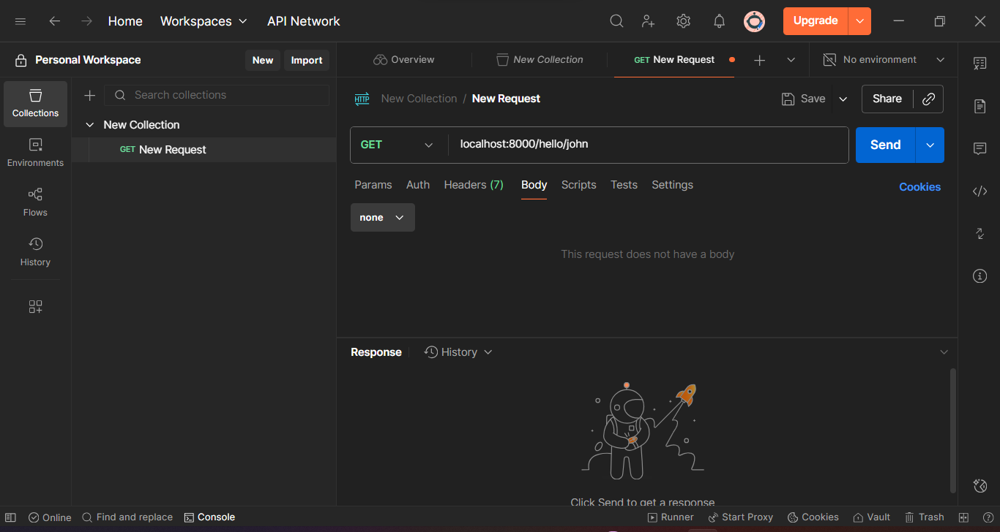 Home Workspaces API Network Upgrade
Personal Workspace New Import
Overview New Collection GET New Request No environment
Collections
Environments
Flows
History
Search collections
New Collection
GET New Request
HTTP New Collection / New Request Save Share
GET localhost:8000/hello/john Send
Params Auth Headers (7) Body Scripts Tests Settings Cookies
none
This request does not have a body
Response History
Click Send to get a response
Online Find and replace Console Runner Start Proxy Cookies Vault Trash